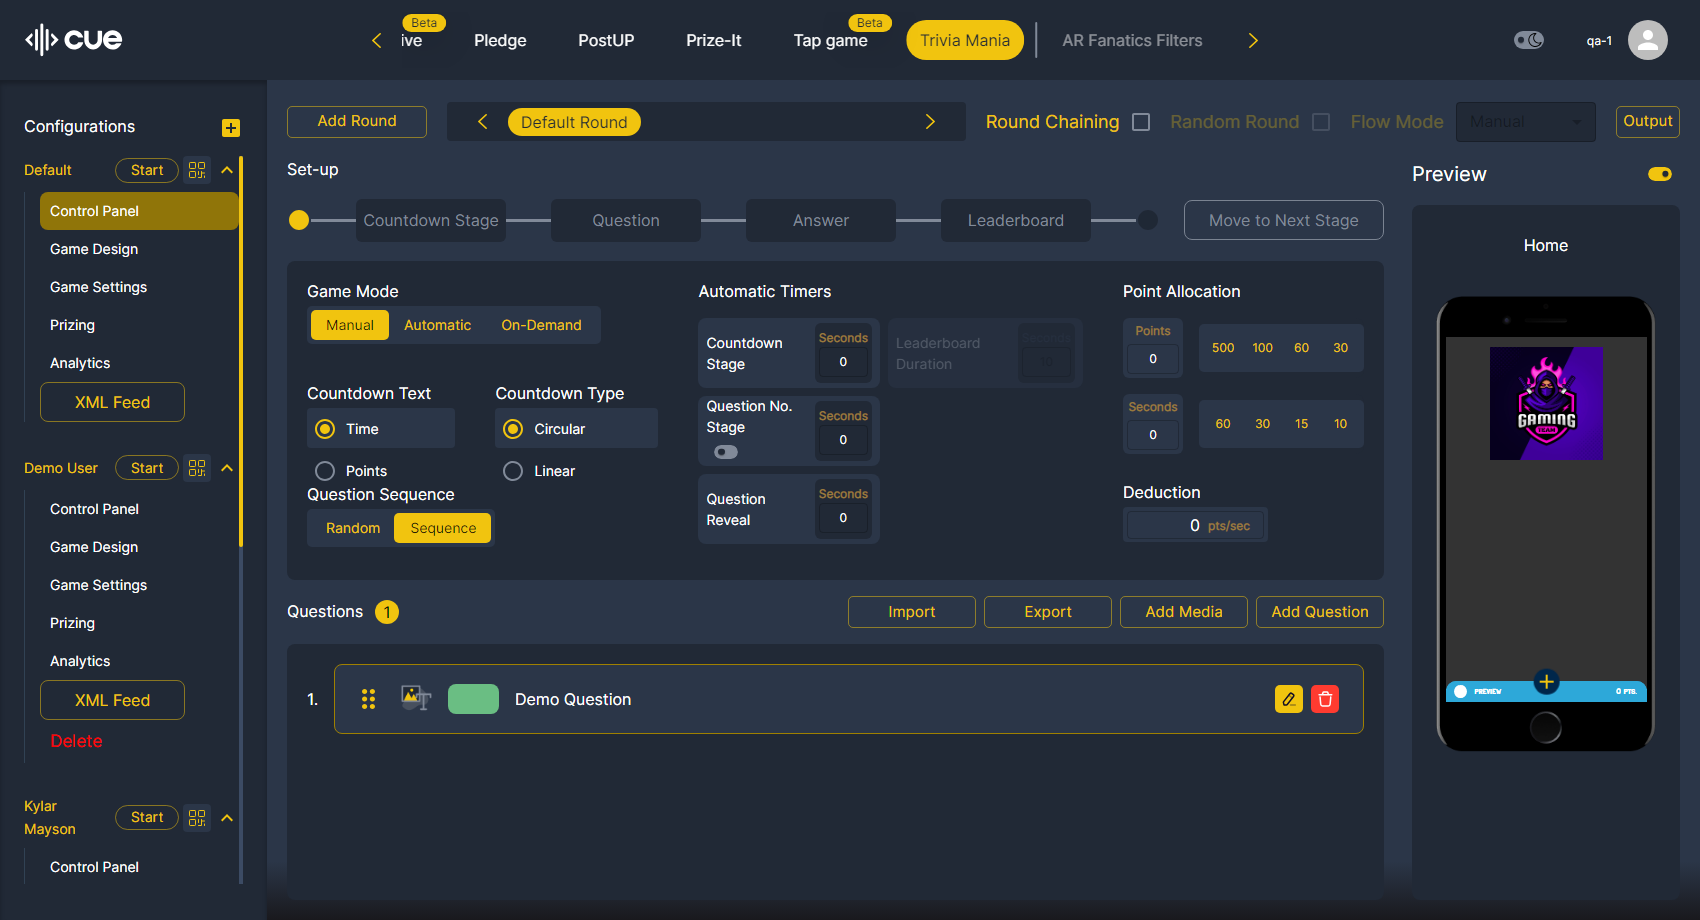 cue
Beta
ive
Pledge
PostUP
Prize-It
Tap game
Beta
Trivia Mania
AR Fanatics Filters
qa-1
Configurations
Default
Start
Control Panel
Game Design
Game Settings
Prizing
Analytics
XML Feed
Demo User
Start
Control Panel
Game Design
Game Settings
Prizing
Analytics
XML Feed
Delete
Kylar
Mayson
Start
Control Panel
Add Round
Default Round
Round Chaining
Random Round
Flow Mode
Manual
Output
Set-up
Countdown Stage
Question
Answer
Leaderboard
Move to Next Stage
Game Mode
Manual
Automatic
On-Demand
Countdown Text
Time
Points
Countdown Type
Circular
Linear
Question Sequence
Random
Sequence
Automatic Timers
Countdown
Stage
Seconds
0
Leaderboard
Duration
Seconds
10
Question No.
Stage
Seconds
0
Question
Reveal
Seconds
0
Point Allocation
Points
0
500 100 60 30
Seconds
0
60 30 15 10
Deduction
0 pts/sec
Questions 1
Import
Export
Add Media
Add Question
1.
T
Demo Question
Preview
Home
GAMING
TEAM
PREVIEW
0 PTS.